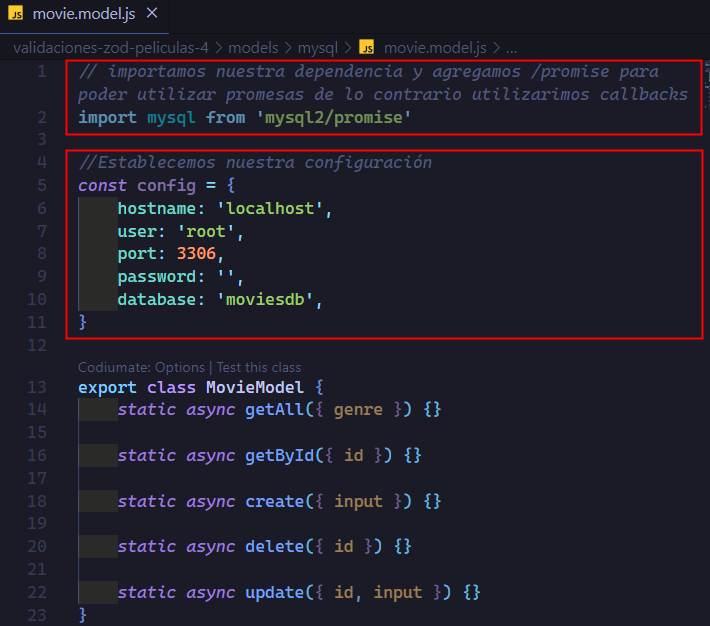 JS movie.model.js ×
validaciones-zod-peliculas-4 > models > mysql > JS movie.model.js > ...
1 // importamos nuestra dependencia y agregamos /promise para
poder utilizar promesas de lo contrario utilizarimos callbacks
2 import mysql from 'mysql2/promise'
3
4 //Establecemos nuestra configuración
5 const config = {
6 hostname: 'localhost',
7 user: 'root',
8 port: 3306,
9 password: '',
10 database: 'moviesdb',
11 }
12
Codiumate: Options | Test this class
13 export class MovieModel {
14 static async getAll({ genre }) {}
15
16 static async getById({ id }) {}
17
18 static async create({ input }) {}
19
20 static async delete({ id }) {}
21
22 static async update({ id, input }) {}
23 }